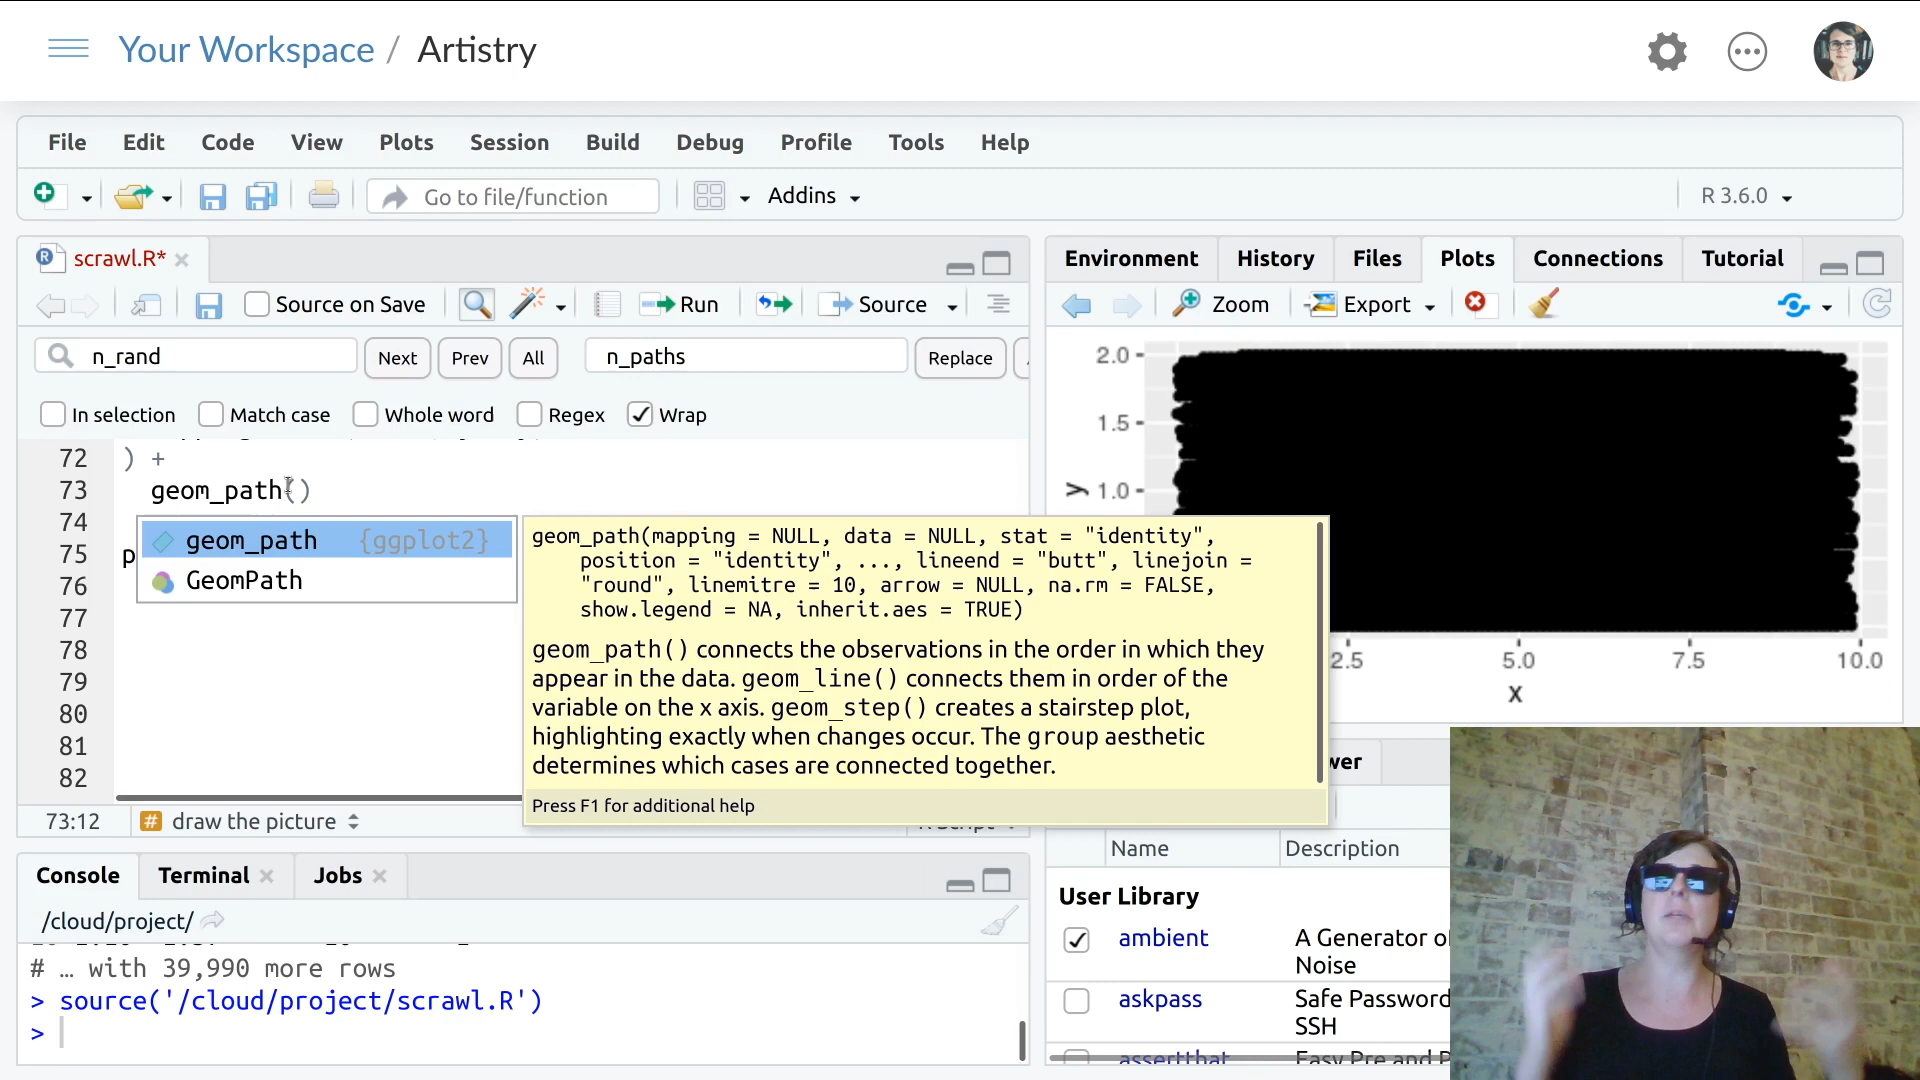 Your Workspace / Artistry
File Edit Code View Plots Session Build Debug Profile Tools Help
Go to file/function Addins R 3.6.0
scrawl.R*
Source on Save Run Source
n_rand Next Prev All n_paths Replace
In selection Match case Whole word Regex Wrap
72 ) +
73 geom_path()
74
75 p
76
77
78
79
80
81
82
geom_path {ggplot2}
GeomPath
geom_path(mapping = NULL, data = NULL, stat = "identity",
position = "identity", ..., lineend = "butt", linejoin =
"round", linemitre = 10, arrow = NULL, na.rm = FALSE,
show.legend = NA, inherit.aes = TRUE)
geom_path() connects the observations in the order in which they
appear in the data. geom_line() connects them in order of the
variable on the x axis. geom_step() creates a stairstep plot,
highlighting exactly when changes occur. The group aesthetic
determines which cases are connected together.
Press F1 for additional help
73:12 # draw the picture
Console Terminal Jobs
/cloud/project/
# … with 39,990 more rows
> source('/cloud/project/scrawl.R')
>
Environment History Files Plots Connections Tutorial
Zoom Export
2.0
1.5
1.0
y
2.5 5.0 7.5 10.0
x
wer
Name Description
User Library
ambient A Generator o
Noise
askpass Safe Password
SSH
assertthat Easy Pre and P